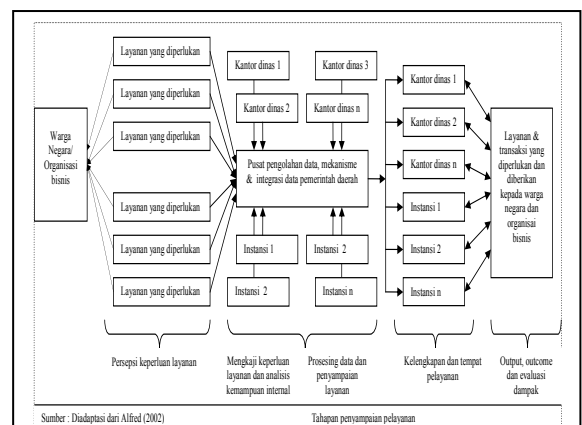 Warga
Negara/
Organisasi
bisnis
Layanan yang diperlukan
Layanan yang diperlukan
Layanan yang diperlukan
Layanan yang diperlukan
Layanan yang diperlukan
Layanan yang diperlukan
Kantor dinas 1
Kantor dinas 3
Kantor dinas 2
Kantor dinas n
Pusat pengolahan data, mekanisme
& integrasi data pemerintah daerah
Instansi 1
Instansi 2
Instansi 2
Instansi n
Kantor dinas 1
Kantor dinas 2
Kantor dinas n
Instansi 1
Instansi 2
Instansi n
Layanan &
transaksi yang
diperlukan dan
diberikan
kepada warga
negara dan
organisai
bisnis
Persepsi keperluan layanan
Mengkaji keperluan
layanan dan analisis
kemampuan internal
Prosesing data dan
penyampaian
layanan
Kelengkapan dan tempat
pelayanan
Output, outcome
dan evaluasi
dampak
Sumber : Diadaptasi dari Alfred (2002)
Tahapan penyampaian pelayanan